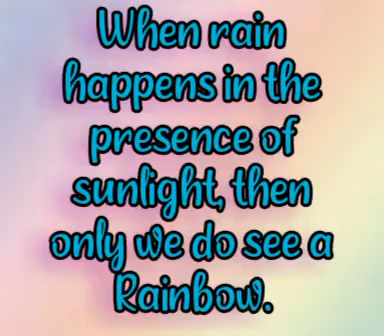 When rain
happens in the
presence of
sunlight, then
only we do see a
Rainbow.